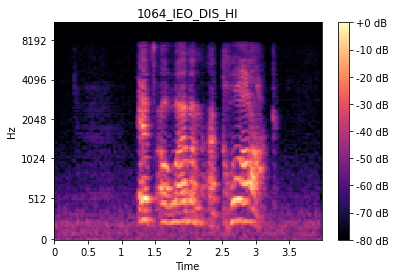 1064_IEO_DIS_HI
8192
4096
2048
1024
512
0
Hz
0 0.5 1 1.5 2 2.5 3 3.5
Time
+0 dB
-10 dB
-20 dB
-30 dB
-40 dB
-50 dB
-60 dB
-70 dB
-80 dB